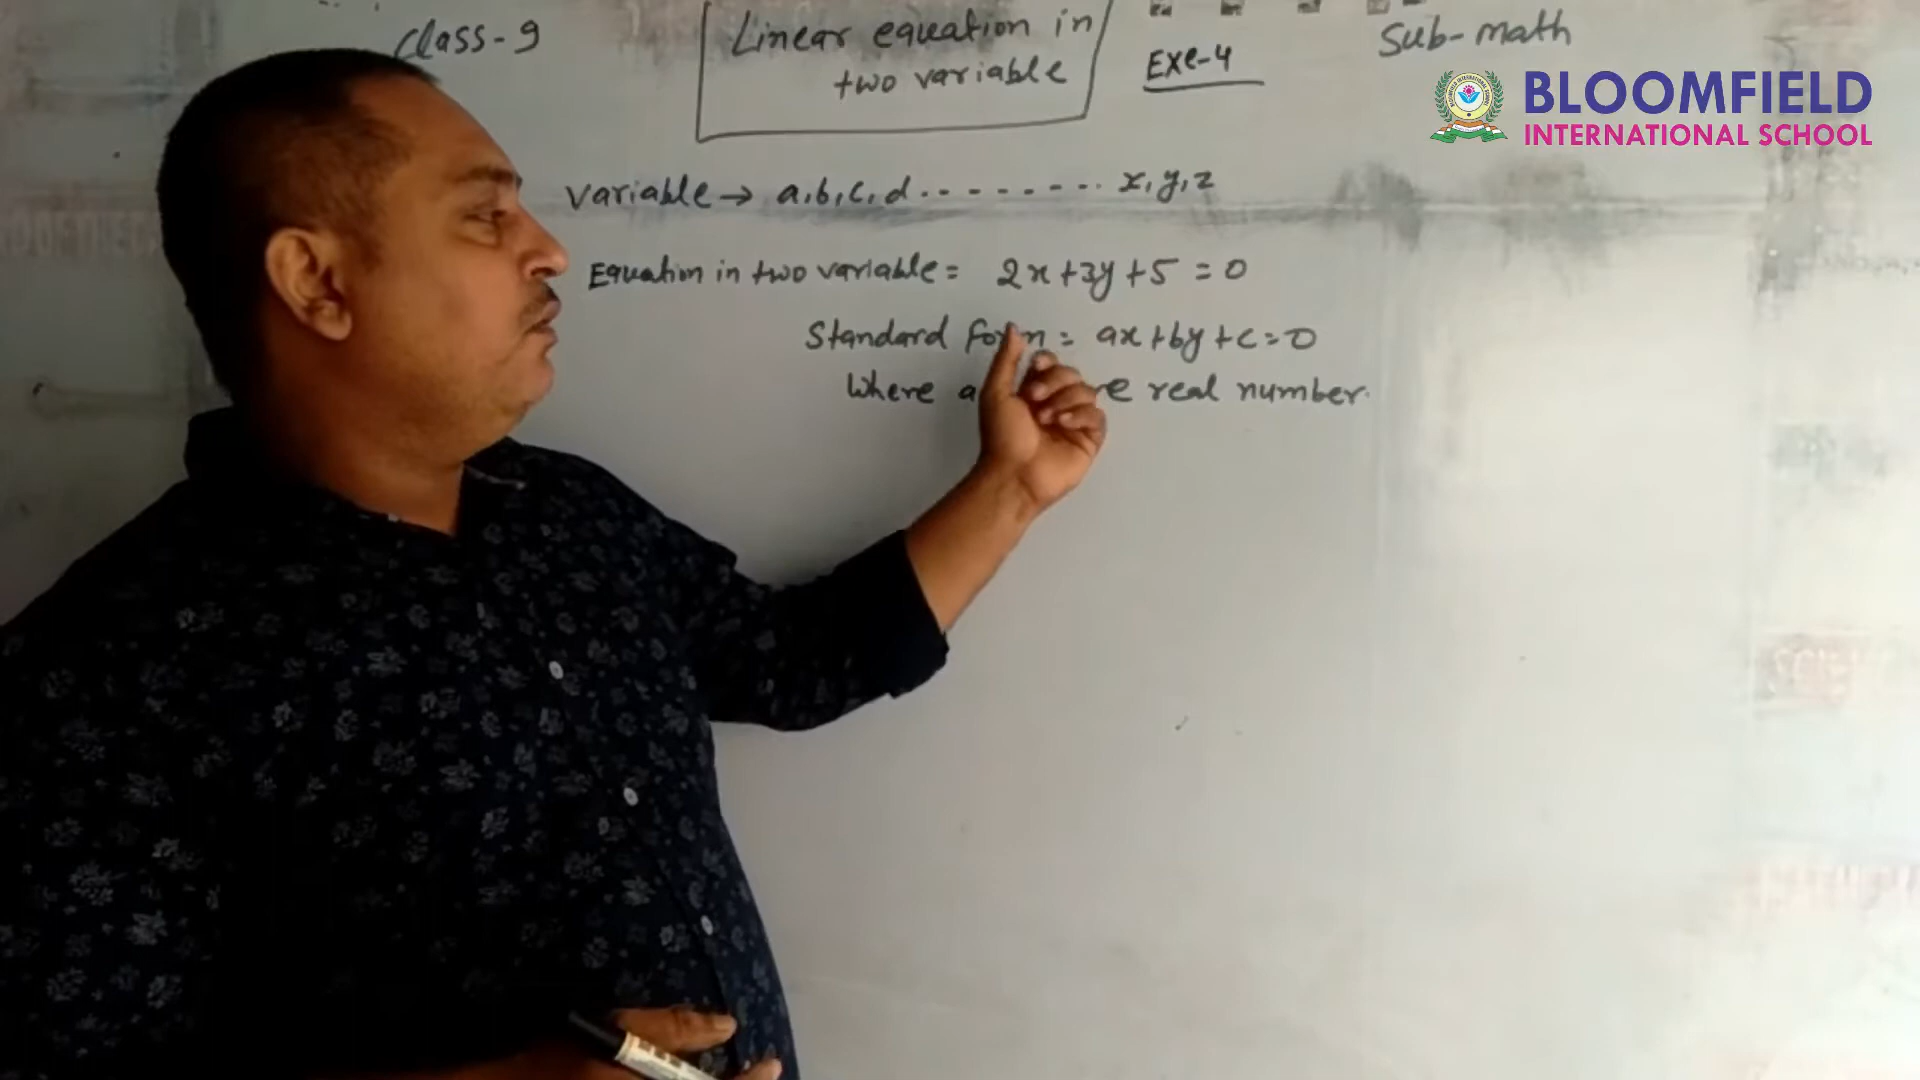 Class-9
Linear equation in
two variable
Exe-4
Sub-math
BLOOMFIELD
INTERNATIONAL SCHOOL
Variable → a,b,c,d......... x,y,z
Equation in two variable = 2x+3y+5=0
Standard form = ax+by+c=0
Where real number.